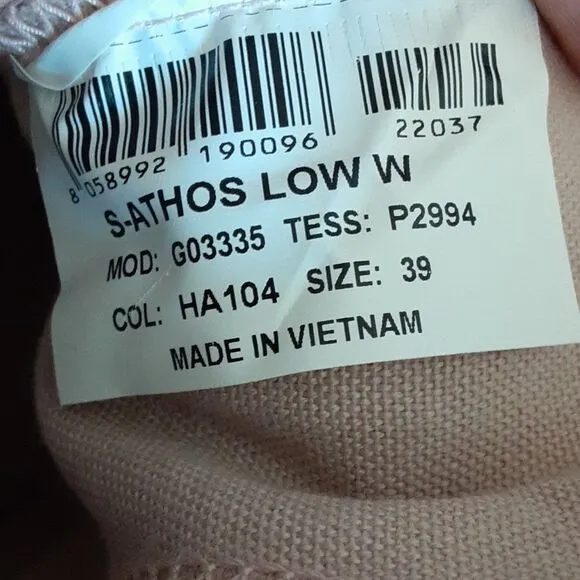 8 058992 190096
22037
S-ATHOS LOW W
MOD: G03335 TESS: P2994
COL: HA104 SIZE: 39
MADE IN VIETNAM